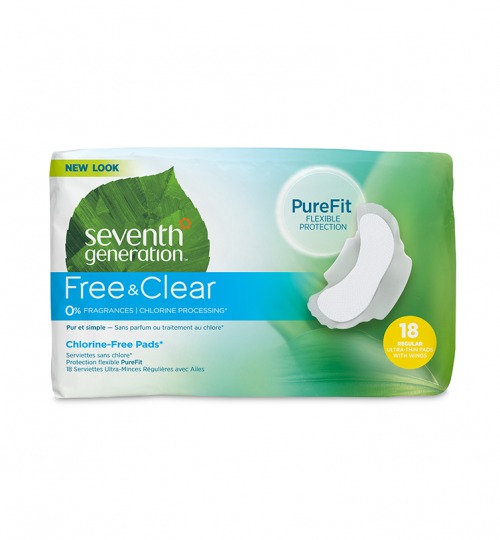 NEW LOOK
seventh
generation™
Free&Clear
0% FRAGRANCES | CHLORINE PROCESSING*
Pur et simple — Sans parfum ou traitement au chlore*
Chlorine-Free Pads*
Serviettes sans chlore*
Protection flexible PureFit
18 Serviettes Ultra-Minces Régulières avec Ailes
PureFit
FLEXIBLE
PROTECTION
18
REGULAR
ULTRA THIN PADS
WITH WINGS